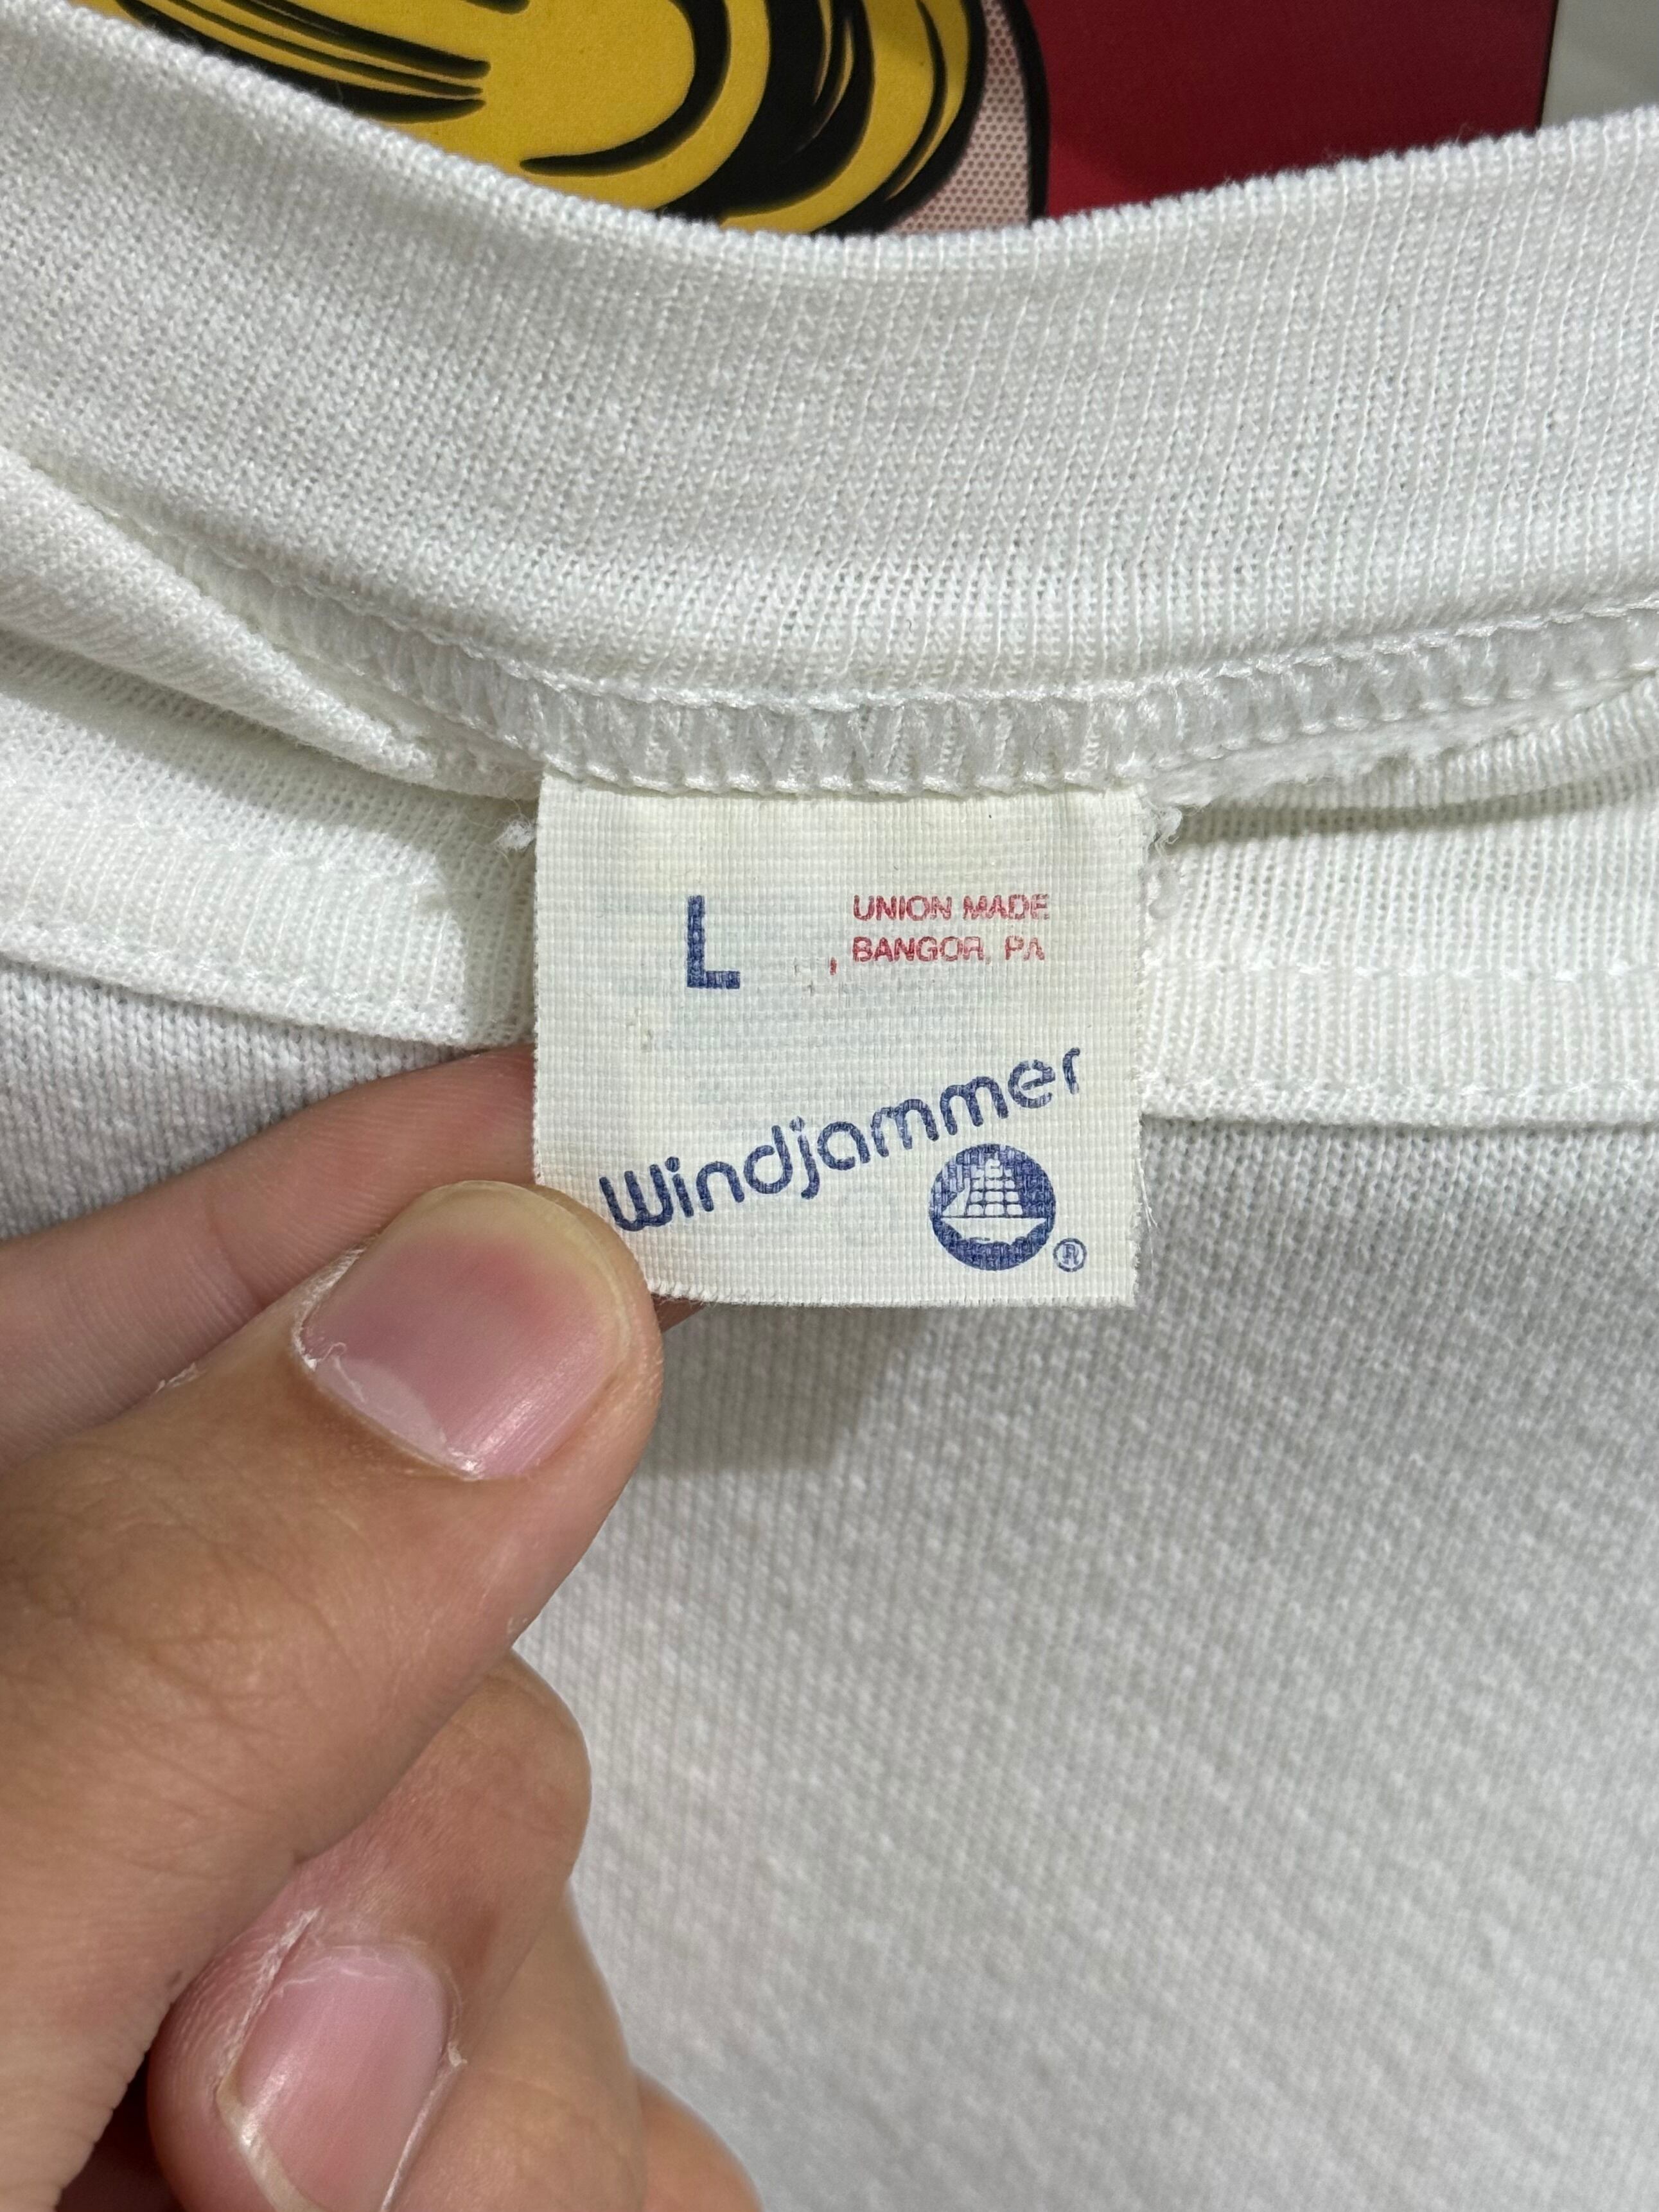 L
UNION MADE
BANGOR, PA
Windjammer
®